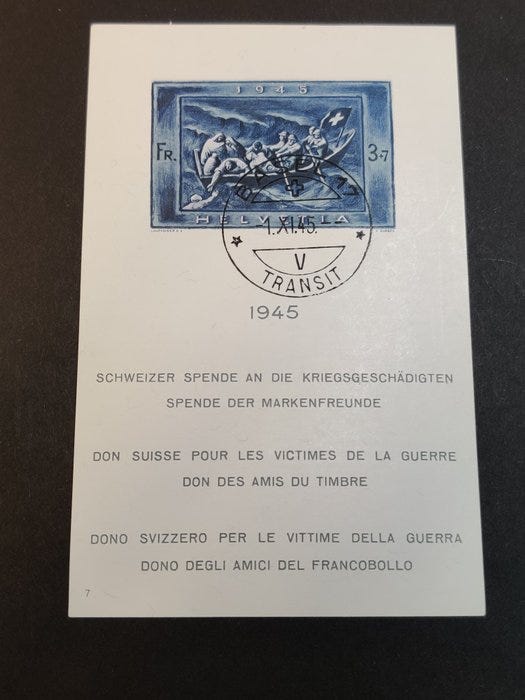 1945
FR. 3+7
HELVETIA
BASEL 17
-1.XI.45.-
V
TRANSIT
1945
SCHWEIZER SPENDE AN DIE KRIEGSGESCHÄDIGTEN
SPENDE DER MARKENFREUNDE
DON SUISSE POUR LES VICTIMES DE LA GUERRE
DON DES AMIS DU TIMBRE
DONO SVIZZERO PER LE VITTIME DELLA GUERRA
DONO DEGLI AMICI DEL FRANCOBOLLO
7